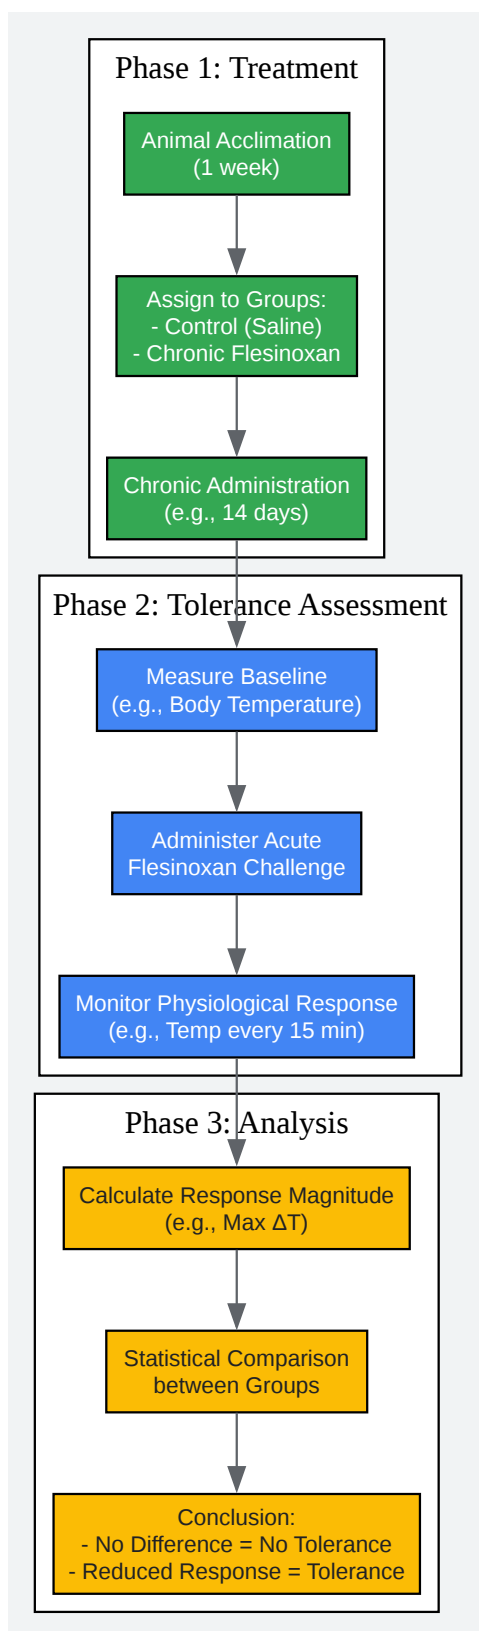 Phase 1: Treatment
Animal Acclimation
(1 week)
Assign to Groups:
- Control (Saline)
- Chronic Flesinoxan
Chronic Administration
(e.g., 14 days)
Phase 2: Tolerance Assessment
Measure Baseline
(e.g., Body Temperature)
Administer Acute
Flesinoxan Challenge
Monitor Physiological Response
(e.g., Temp every 15 min)
Phase 3: Analysis
Calculate Response Magnitude
(e.g., Max ΔT)
Statistical Comparison
between Groups
Conclusion:
- No Difference = No Tolerance
- Reduced Response = Tolerance